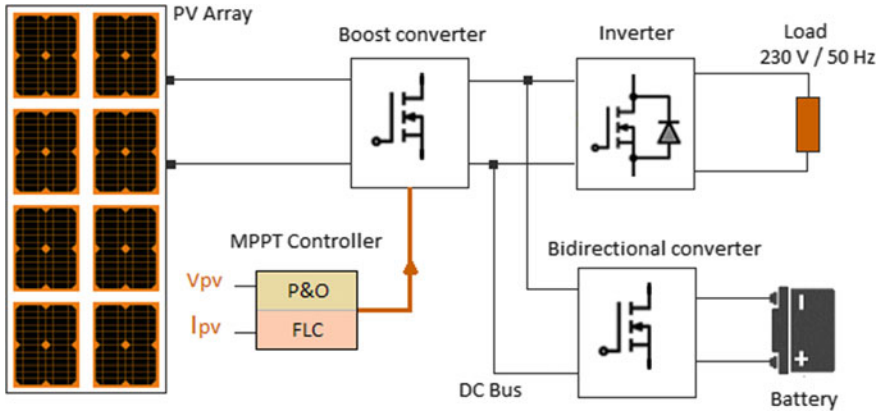 PV Array
Boost converter
Inverter
Load
230 V / 50 Hz
MPPT Controller
Vpv
Ipv
P&O
FLC
Bidirectional converter
DC Bus
Battery